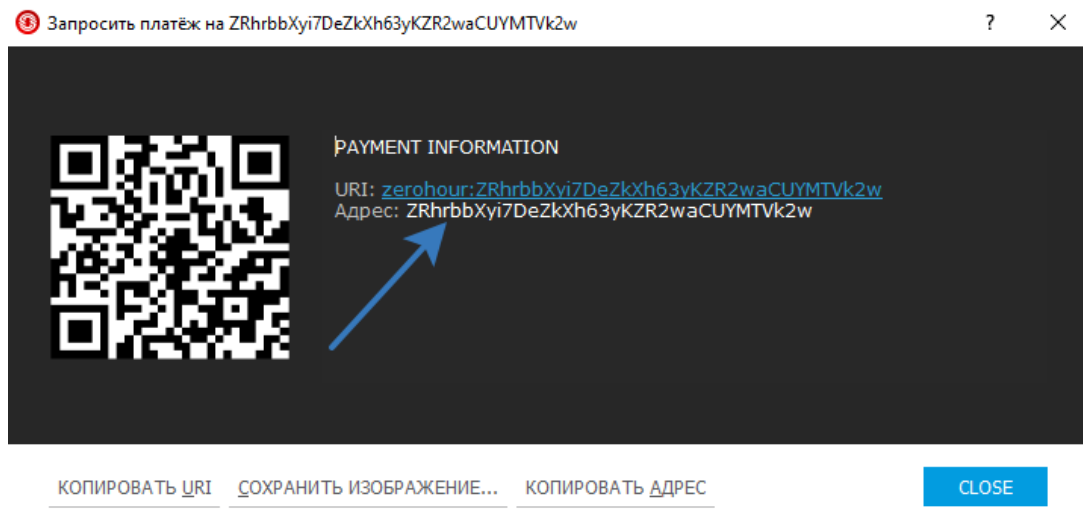 Запросить платёж на ZRhrbbXyi7DeZkXh63yKZR2waCUYMTVk2w
PAYMENT INFORMATION
URI: zerohour:ZRhrbbXyi7DeZkXh63yKZR2waCUYMTVk2w
Адрес: ZRhrbbXyi7DeZkXh63yKZR2waCUYMTVk2w
КОПИРОВАТЬ URI СОХРАНИТЬ ИЗОБРАЖЕНИЕ... КОПИРОВАТЬ АДРЕС CLOSE